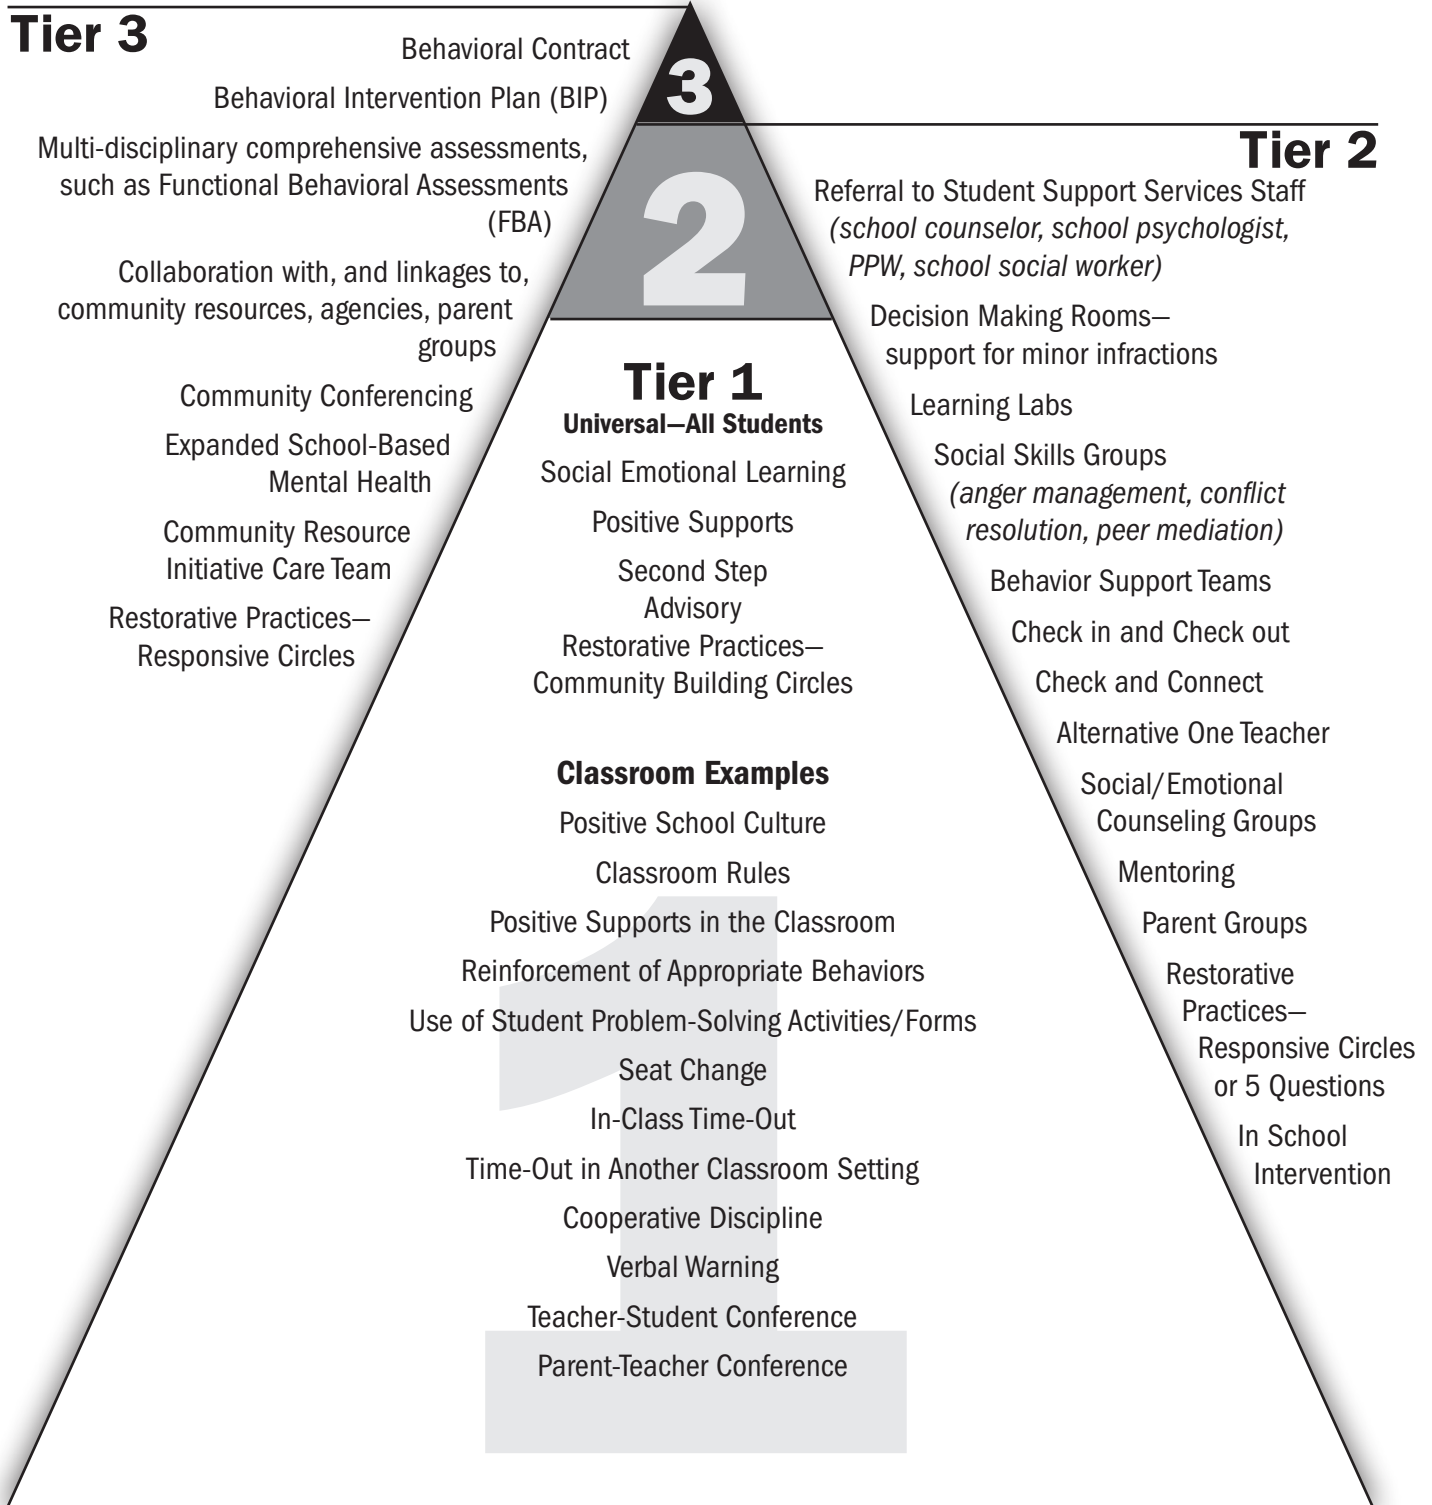 Tier 3
Behavioral Contract
Behavioral Intervention Plan (BIP)
Multi-disciplinary comprehensive assessments,
such as Functional Behavioral Assessments
(FBA)
Collaboration with, and linkages to,
community resources, agencies, parent
groups
Community Conferencing
Expanded School-Based
Mental Health
Community Resource
Initiative Care Team
Restorative Practices—
Responsive Circles
3
2
Tier 2
Referral to Student Support Services Staff
(school counselor, school psychologist,
PPW, school social worker)
Decision Making Rooms—
support for minor infractions
Learning Labs
Social Skills Groups
(anger management, conflict
resolution, peer mediation)
Behavior Support Teams
Check in and Check out
Check and Connect
Alternative One Teacher
Social/Emotional
Counseling Groups
Mentoring
Parent Groups
Restorative
Practices—
Responsive Circles
or 5 Questions
In School
Intervention
Tier 1
Universal—All Students
Social Emotional Learning
Positive Supports
Second Step
Advisory
Restorative Practices—
Community Building Circles
Classroom Examples
Positive School Culture
Classroom Rules
Positive Supports in the Classroom
Reinforcement of Appropriate Behaviors
Use of Student Problem-Solving Activities/Forms
Seat Change
In-Class Time-Out
Time-Out in Another Classroom Setting
Cooperative Discipline
Verbal Warning
Teacher-Student Conference
Parent-Teacher Conference
1